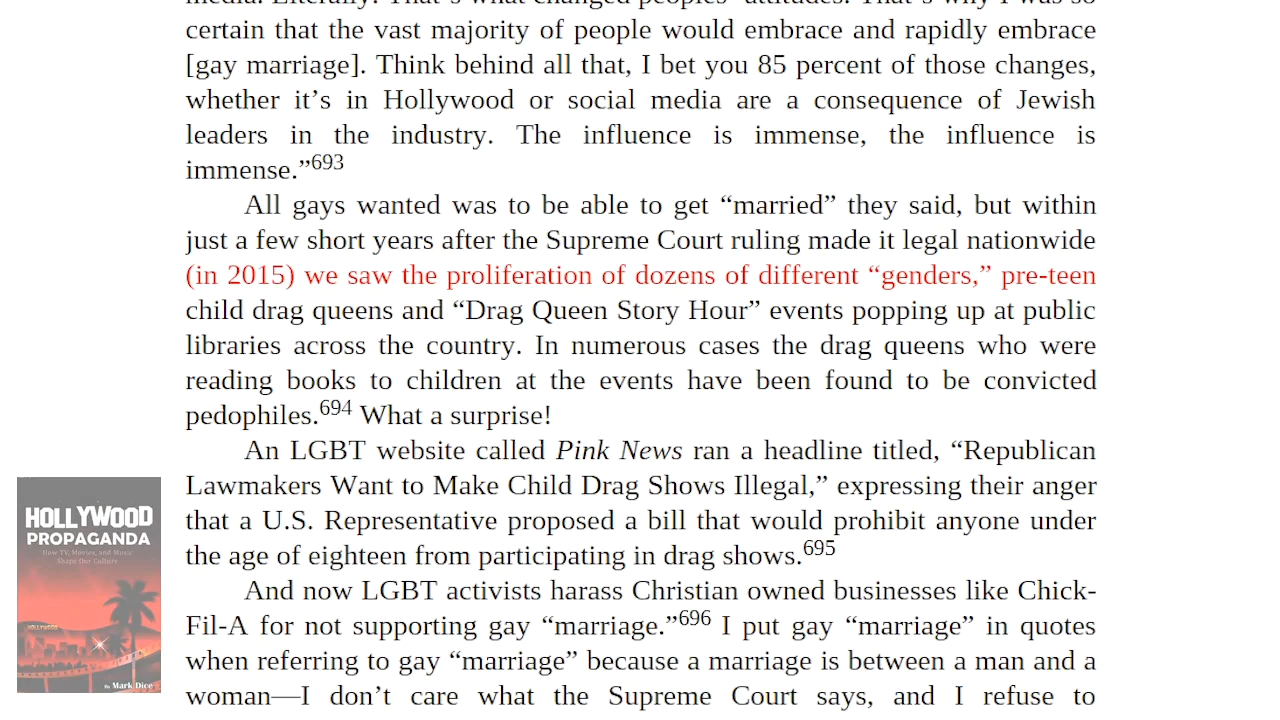 certain that the vast majority of people would embrace and rapidly embrace
[gay marriage]. Think behind all that, I bet you 85 percent of those changes,
whether it’s in Hollywood or social media are a consequence of Jewish
leaders in the industry. The influence is immense, the influence is
immense.”693
All gays wanted was to be able to get “married” they said, but within
just a few short years after the Supreme Court ruling made it legal nationwide
(in 2015) we saw the proliferation of dozens of different “genders,” pre-teen
child drag queens and “Drag Queen Story Hour” events popping up at public
libraries across the country. In numerous cases the drag queens who were
reading books to children at the events have been found to be convicted
pedophiles.694 What a surprise!
An LGBT website called Pink News ran a headline titled, “Republican
Lawmakers Want to Make Child Drag Shows Illegal,” expressing their anger
that a U.S. Representative proposed a bill that would prohibit anyone under
the age of eighteen from participating in drag shows.695
And now LGBT activists harass Christian owned businesses like Chick-
Fil-A for not supporting gay “marriage.”696 I put gay “marriage” in quotes
when referring to gay “marriage” because a marriage is between a man and a
woman—I don’t care what the Supreme Court says, and I refuse to
HOLLYWOOD
PROPAGANDA
How TV, Movies, and Music
Shape Our Culture
HOLLYWOOD
By Mark Dice